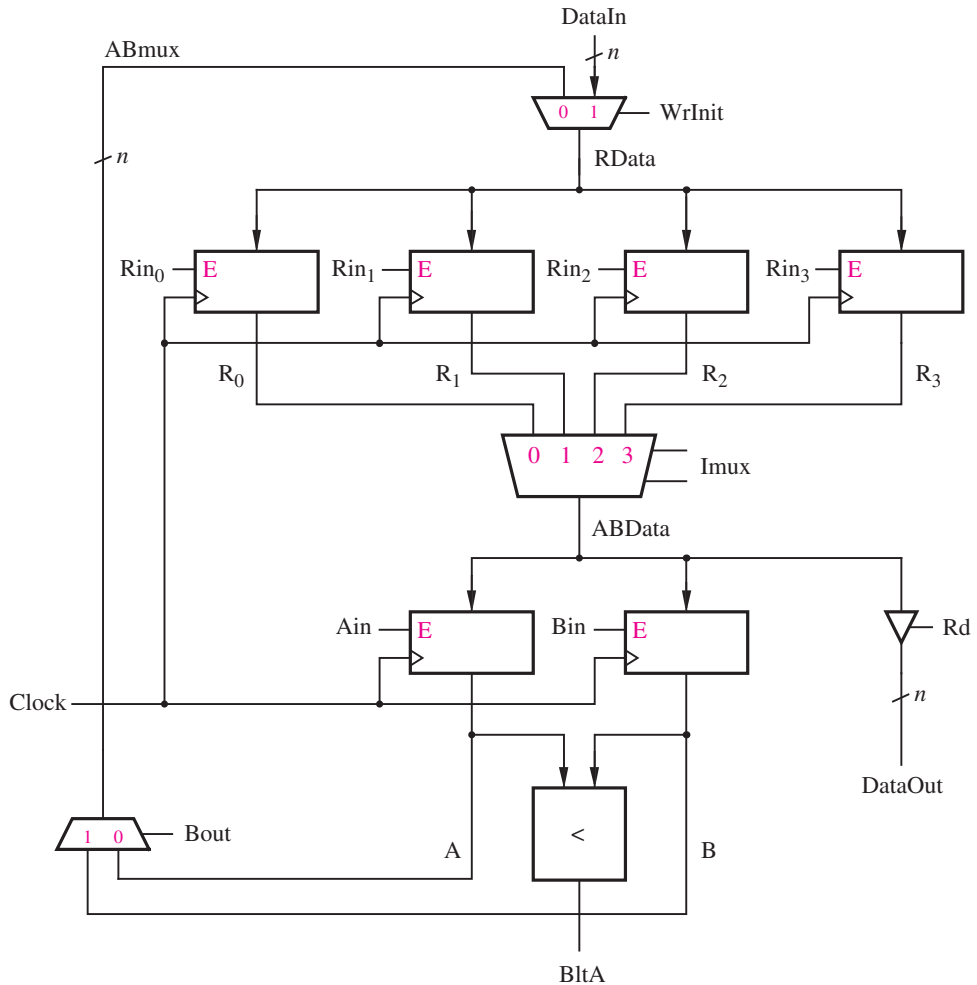 DataIn
ABmux
n
0 1
WrInit
n
RData
Rin0
E
Rin1
E
Rin2
E
Rin3
E
R0
R1
R2
R3
0 1 2 3
Imux
ABData
Ain
E
Bin
E
Rd
Clock
n
DataOut
1 0
Bout
A
<
B
BltA